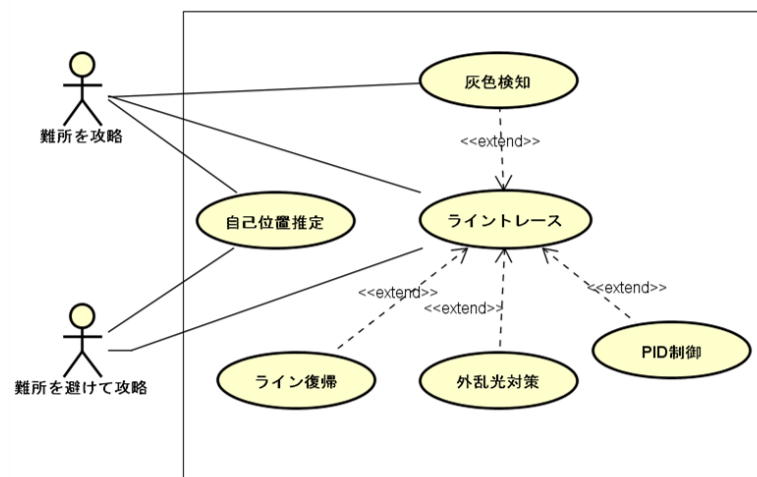 灰色検知
難所を攻略
<<extend>>
自己位置推定
ライントレース
<<extend>>
<<extend>>
<<extend>>
難所を避けて攻略
ライン復帰
外乱光対策
PID制御